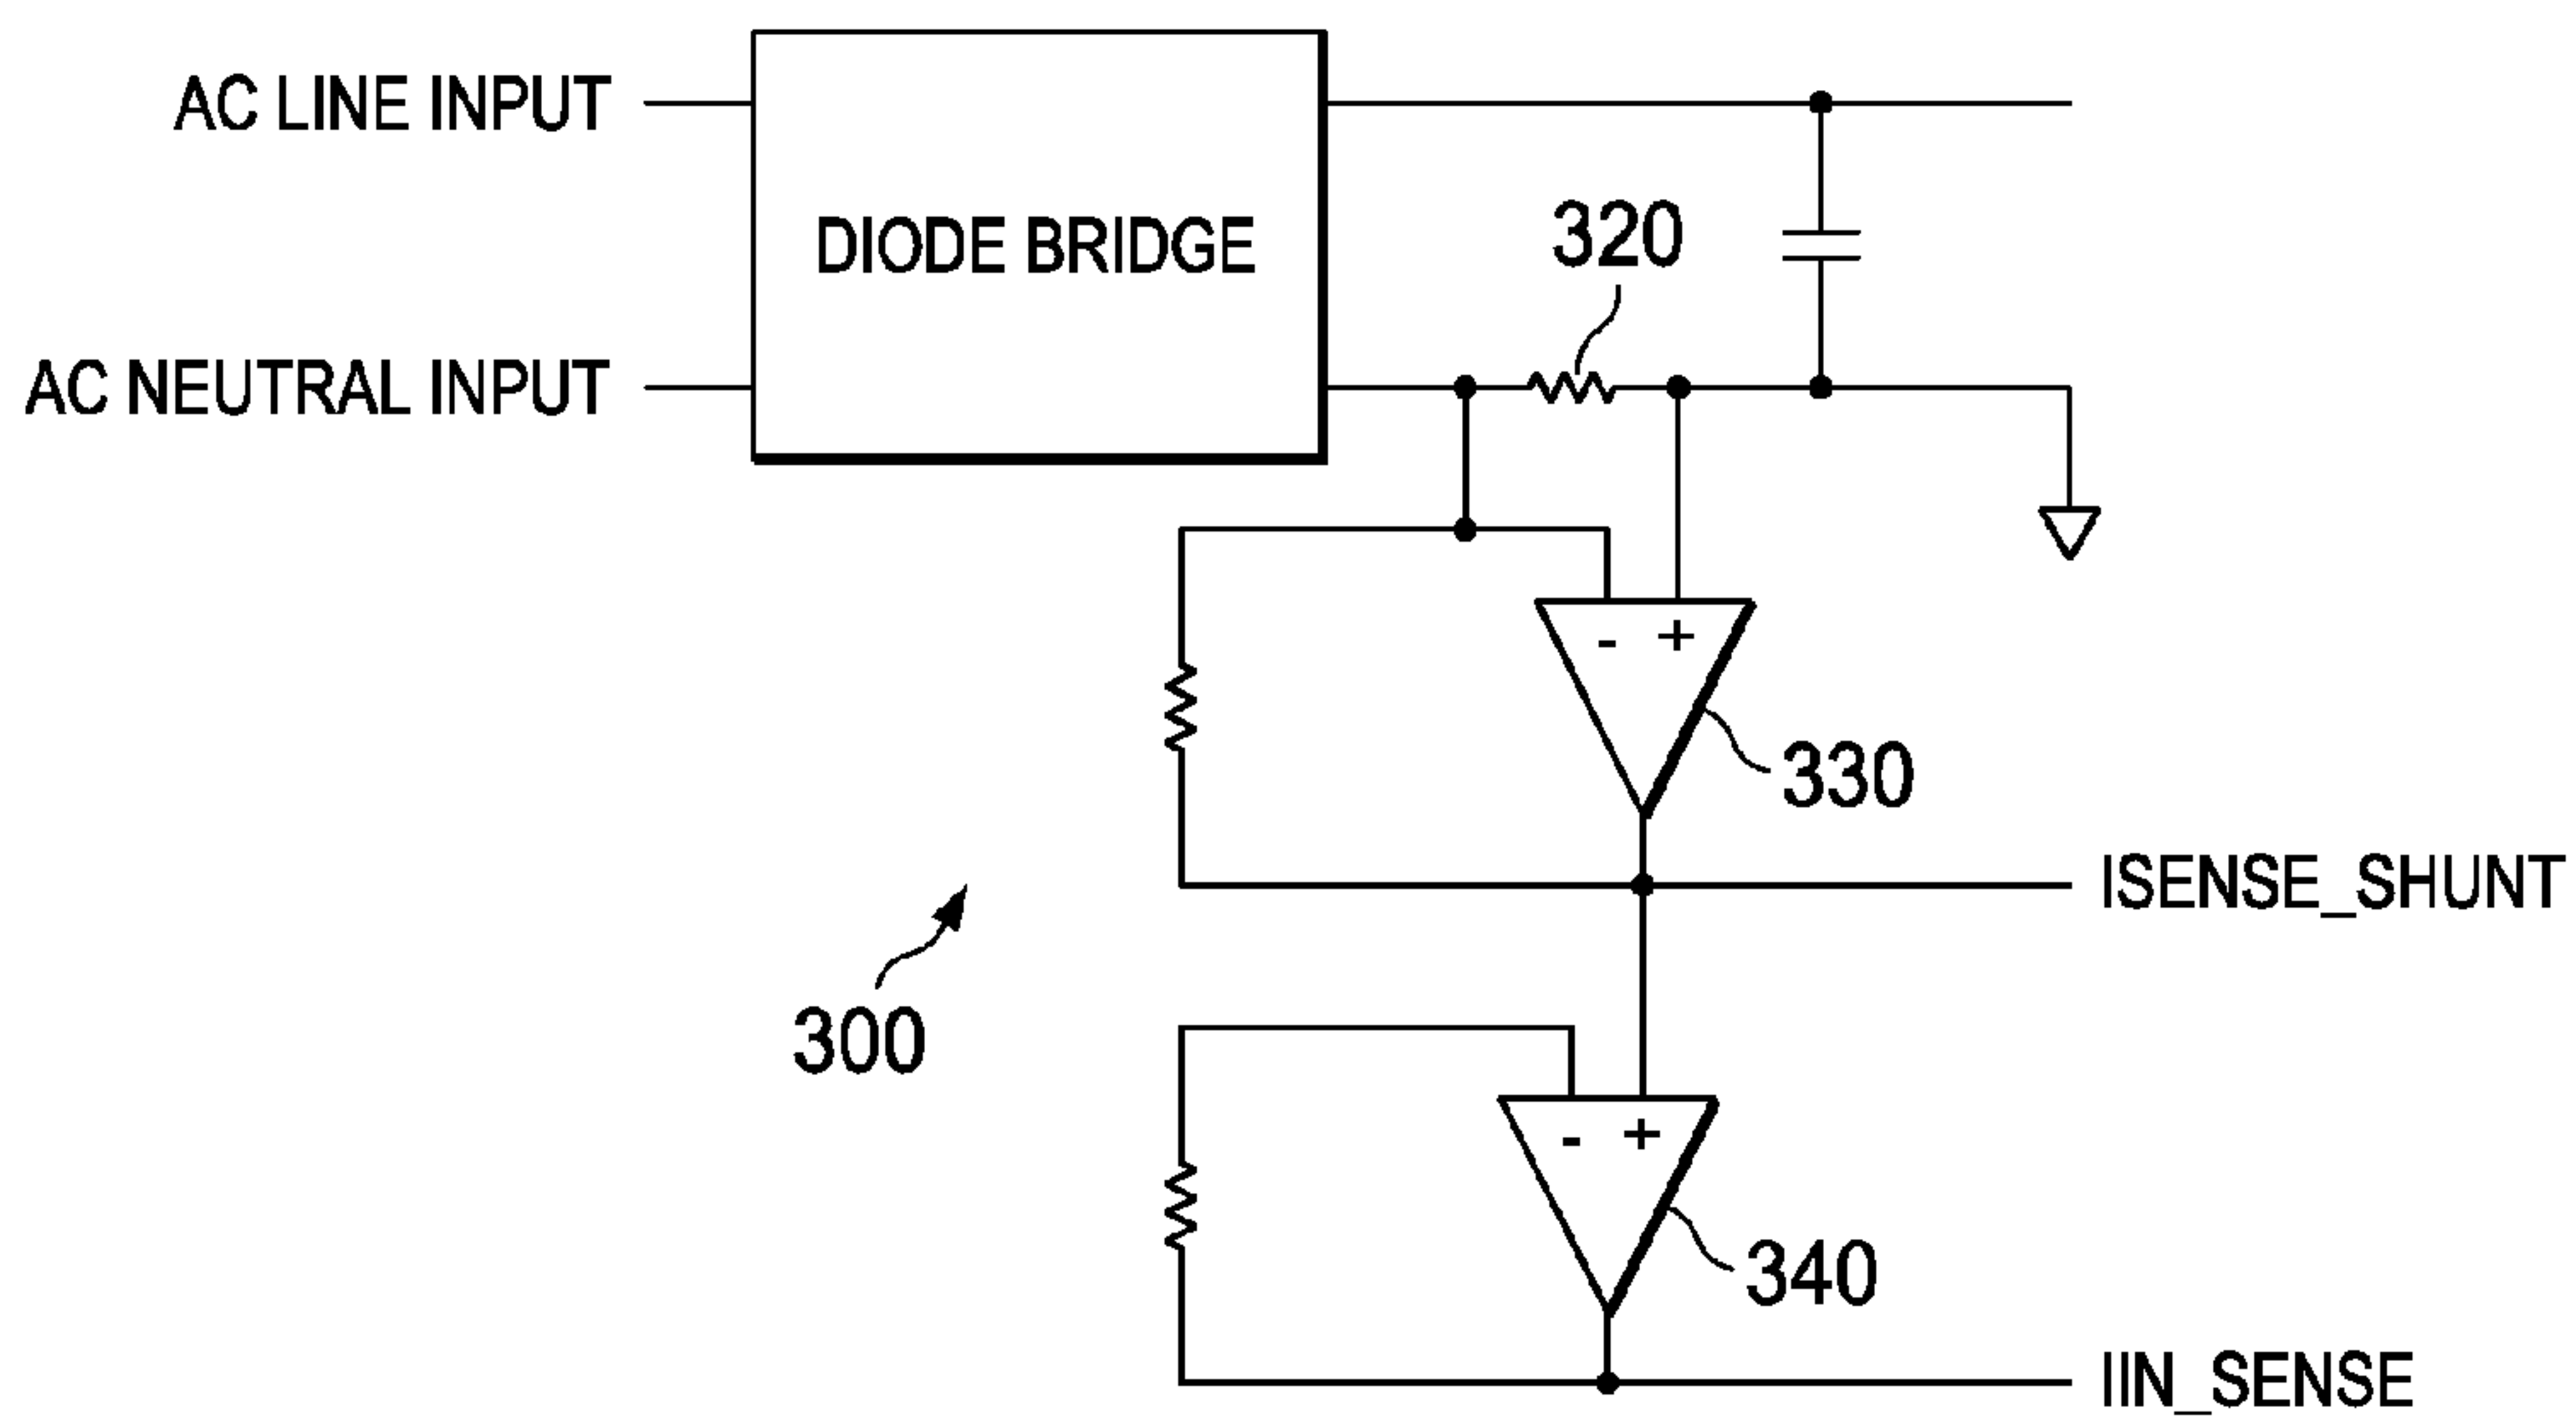 AC LINE INPUT
DIODE BRIDGE
320
AC NEUTRAL INPUT
- +
330
ISENSE_SHUNT
300
- +
340
IIN_SENSE